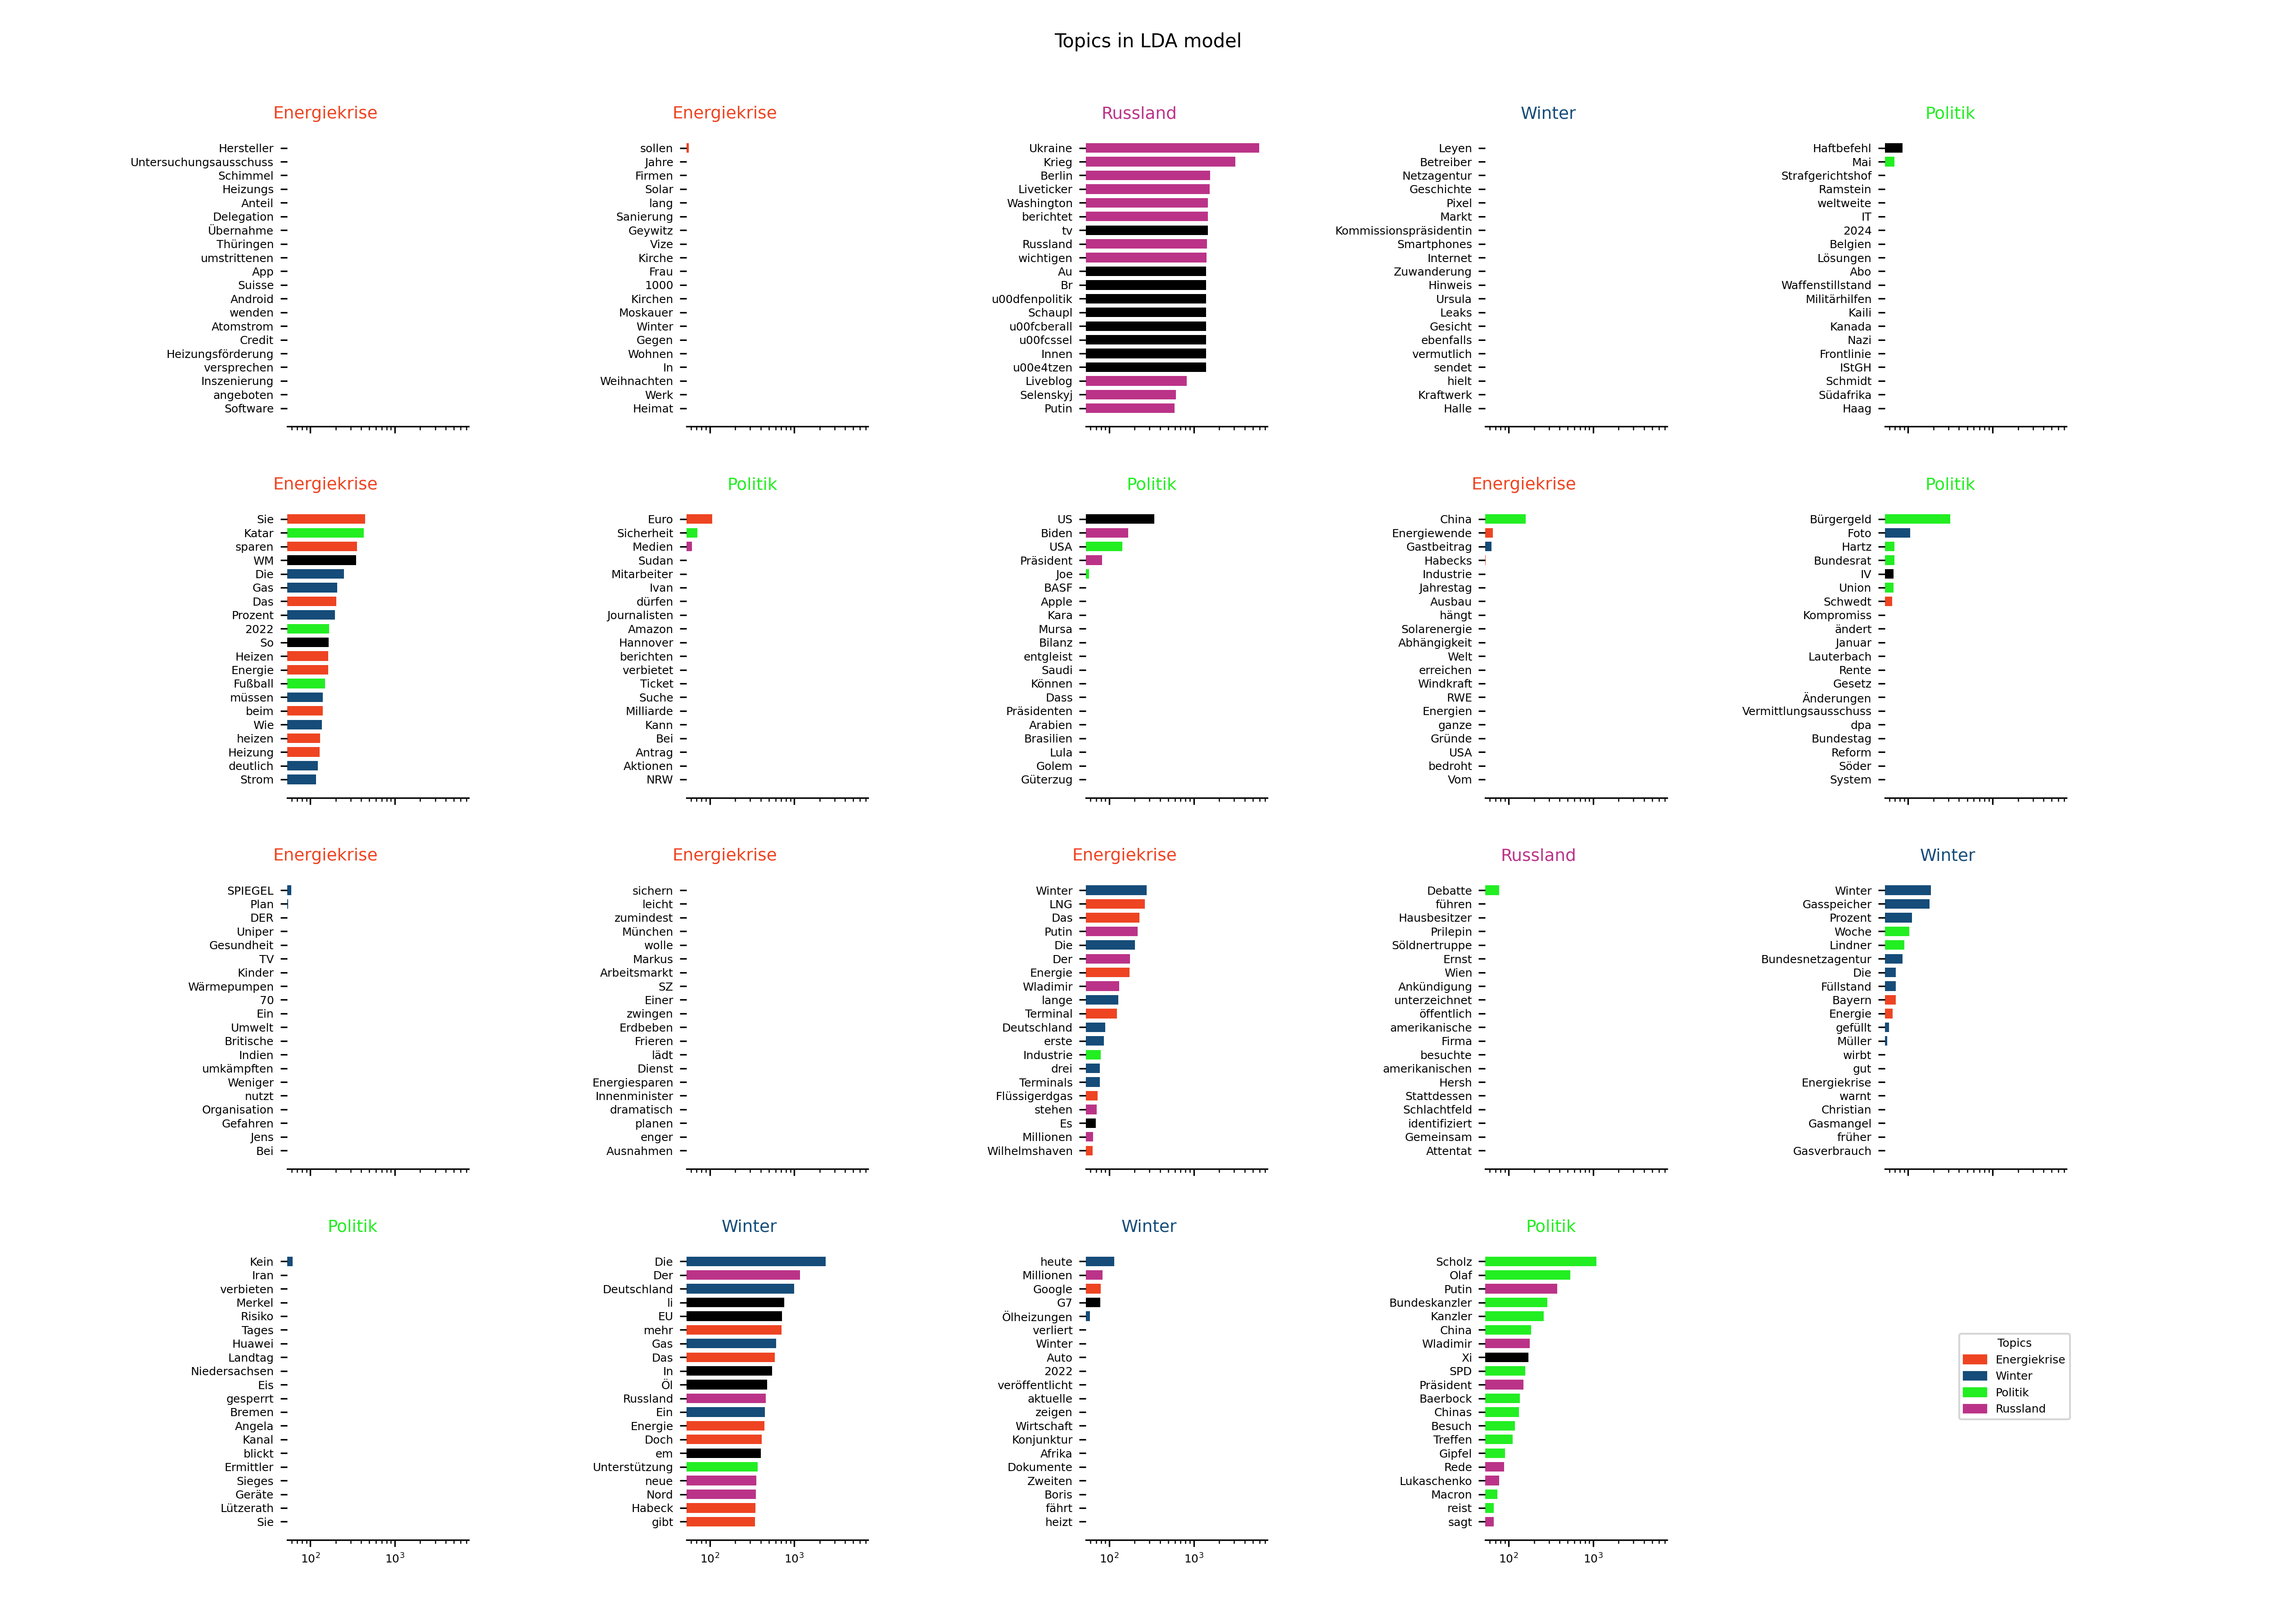 Topics in LDA model
Energiekrise
Hersteller
Untersuchungsausschuss
Schimmel
Heizungs
Anteil
Delegation
Übernahme
Thüringen
umstrittenen
App
Suisse
Android
wenden
Atomstrom
Credit
Heizungsförderung
versprechen
Inszenierung
angeboten
Software
Energiekrise
sollen
Jahre
Firmen
Solar
lang
Sanierung
Geywitz
Vize
Kirche
Frau
1000
Kirchen
Moskauer
Winter
Gegen
Wohnen
In
Weihnachten
Werk
Heimat
Russland
Ukraine
Krieg
Berlin
Liveticker
Washington
berichtet
tv
Russland
wichtigen
Au
Br
u00dfenpolitik
Schaupl
u00fcberall
u00fcssel
Innen
u00e4tzen
Liveblog
Selenskyj
Putin
Winter
Leyen
Betreiber
Netzagentur
Geschichte
Pixel
Markt
Kommissionspräsidentin
Smartphones
Internet
Zuwanderung
Hinweis
Ursula
Leaks
Gesicht
ebenfalls
vermutlich
sendet
hielt
Kraftwerk
Halle
Politik
Haftbefehl
Mai
Strafgerichtshof
Ramstein
weltweite
IT
2024
Belgien
Lösungen
Abo
Waffenstillstand
Militärhilfen
Kaili
Kanada
Nazi
Frontlinie
IStGH
Schmidt
Südafrika
Haag
Energiekrise
Sie
Katar
sparen
WM
Die
Gas
Das
Prozent
2022
So
Heizen
Energie
Fußball
müssen
beim
Wie
heizen
Heizung
deutlich
Strom
Politik
Euro
Sicherheit
Medien
Sudan
Mitarbeiter
Ivan
dürfen
Journalisten
Amazon
Hannover
berichten
verbietet
Ticket
Suche
Milliarde
Kann
Bei
Antrag
Aktionen
NRW
Politik
US
Biden
USA
Präsident
Joe
BASF
Apple
Kara
Mursa
Bilanz
entgleist
Saudi
Können
Dass
Präsidenten
Arabien
Brasilien
Lula
Golem
Güterzug
Energiekrise
China
Energiewende
Gastbeitrag
Habecks
Industrie
Jahrestag
Ausbau
hängt
Solarenergie
Abhängigkeit
Welt
erreichen
Windkraft
RWE
Energien
ganze
Gründe
USA
bedroht
Vom
Politik
Bürgergeld
Foto
Hartz
Bundesrat
IV
Union
Schwedt
Kompromiss
ändert
Januar
Lauterbach
Rente
Gesetz
Änderungen
Vermittlungsausschuss
dpa
Bundestag
Reform
Söder
System
Energiekrise
SPIEGEL
Plan
DER
Uniper
Gesundheit
TV
Kinder
Wärmepumpen
70
Ein
Umwelt
Britische
Indien
umkämpften
Weniger
nutzt
Organisation
Gefahren
Jens
Bei
Energiekrise
sichern
leicht
zumindest
München
wolle
Markus
Arbeitsmarkt
SZ
Einer
zwingen
Erdbeben
Frieren
lädt
Dienst
Energiesparen
Innenminister
dramatisch
planen
enger
Ausnahmen
Energiekrise
Winter
LNG
Das
Putin
Die
Der
Energie
Wladimir
lange
Terminal
Deutschland
erste
Industrie
drei
Terminals
Flüssigerdgas
stehen
Es
Millionen
Wilhelmshaven
Russland
Debatte
führen
Hausbesitzer
Prilepin
Söldnertruppe
Ernst
Wien
Ankündigung
unterzeichnet
öffentlich
amerikanische
Firma
besuchte
amerikanischen
Hersh
Stattdessen
Schlachtfeld
identifiziert
Gemeinsam
Attentat
Winter
Winter
Gasspeicher
Prozent
Woche
Lindner
Bundesnetzagentur
Die
Füllstand
Bayern
Energie
gefüllt
Müller
wirbt
gut
Energiekrise
warnt
Christian
Gasmangel
früher
Gasverbrauch
Politik
Kein
Iran
verbieten
Merkel
Risiko
Tages
Huawei
Landtag
Niedersachsen
Eis
gesperrt
Bremen
Angela
Kanal
blickt
Ermittler
Sieges
Geräte
Lützerath
Sie
10² 10³
Winter
Die
Der
Deutschland
li
EU
mehr
Gas
Das
In
Öl
Russland
Ein
Energie
Doch
em
Unterstützung
neue
Nord
Habeck
gibt
10² 10³
Winter
heute
Millionen
Google
G7
Ölheizungen
verliert
Winter
Auto
2022
veröffentlicht
aktuelle
zeigen
Wirtschaft
Konjunktur
Afrika
Dokumente
Zweiten
Boris
fährt
heizt
10² 10³
Politik
Scholz
Olaf
Putin
Bundeskanzler
Kanzler
China
Wladimir
Xi
SPD
Präsident
Baerbock
Chinas
Besuch
Treffen
Gipfel
Rede
Lukaschenko
Macron
reist
sagt
10² 10³
Topics
Energiekrise
Winter
Politik
Russland